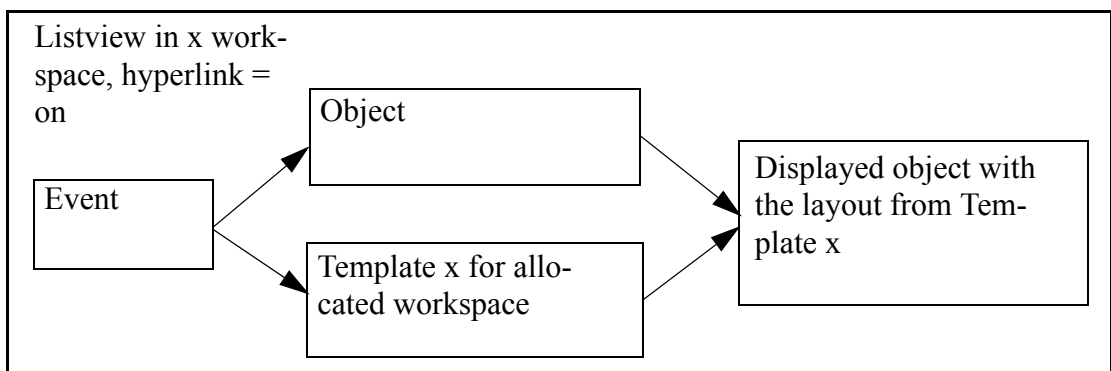 Listview in x work-
space, hyperlink =
on
Object
Event
Displayed object with
the layout from Tem-
plate x
Template x for allo-
cated workspace